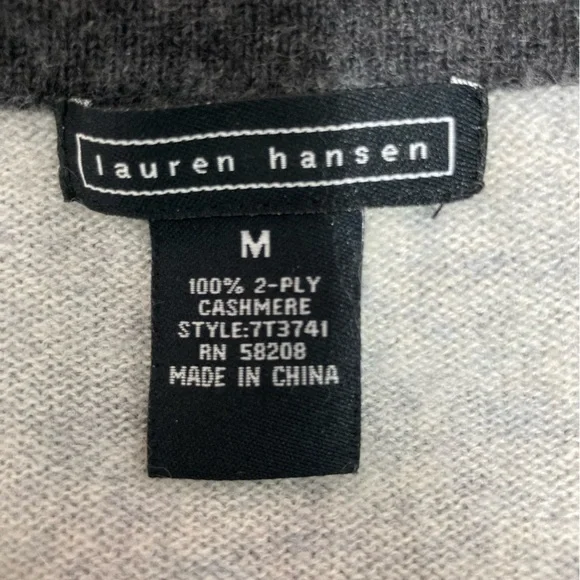 lauren hansen
M
100% 2-PLY
CASHMERE
STYLE:7T3741
RN 58208
MADE IN CHINA